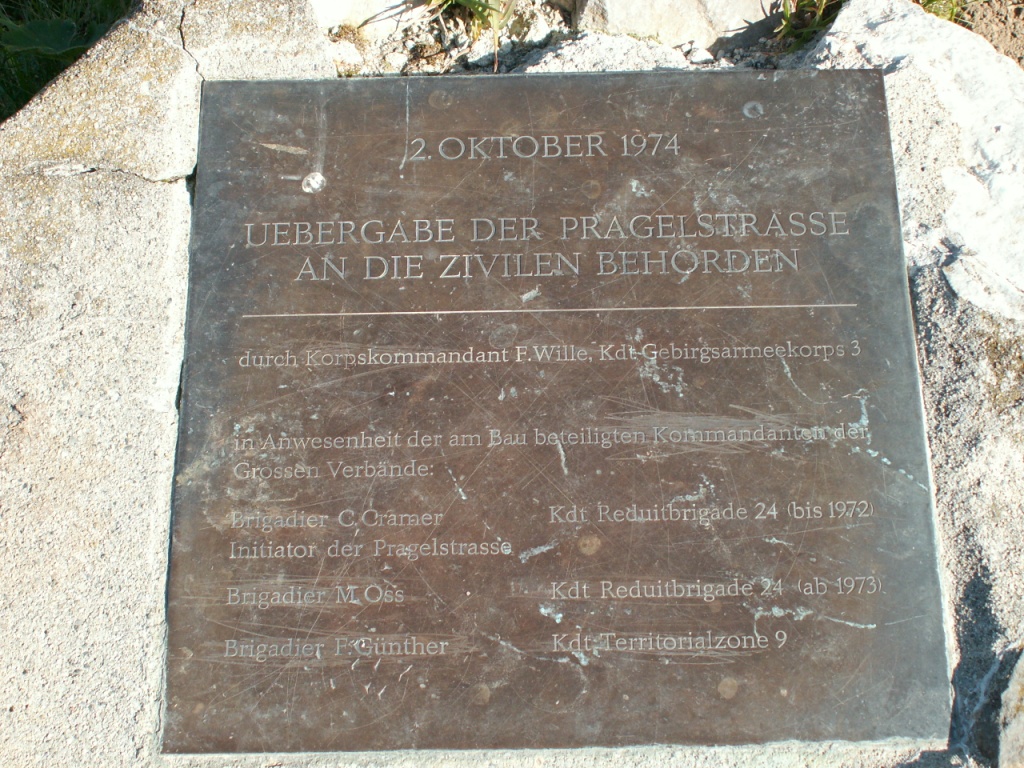 2. OKTOBER 1974
UEBERGABE DER PRAGELSTRASSE
AN DIE ZIVILEN BEHÖRDEN
durch Korpskommandant F. Wille, Kdt Gebirgsarmeekorps 3
in Anwesenheit der am Bau beteiligten Kommandanten der
Grossen Verbände:
Brigadier C. Cramer Kdt Reduitbrigade 24 (bis 1972)
Initiator der Pragelstrasse
Brigadier M. Oss Kdt Reduitbrigade 24 (ab 1973)
Brigadier F. Günther Kdt Territorialzone 9